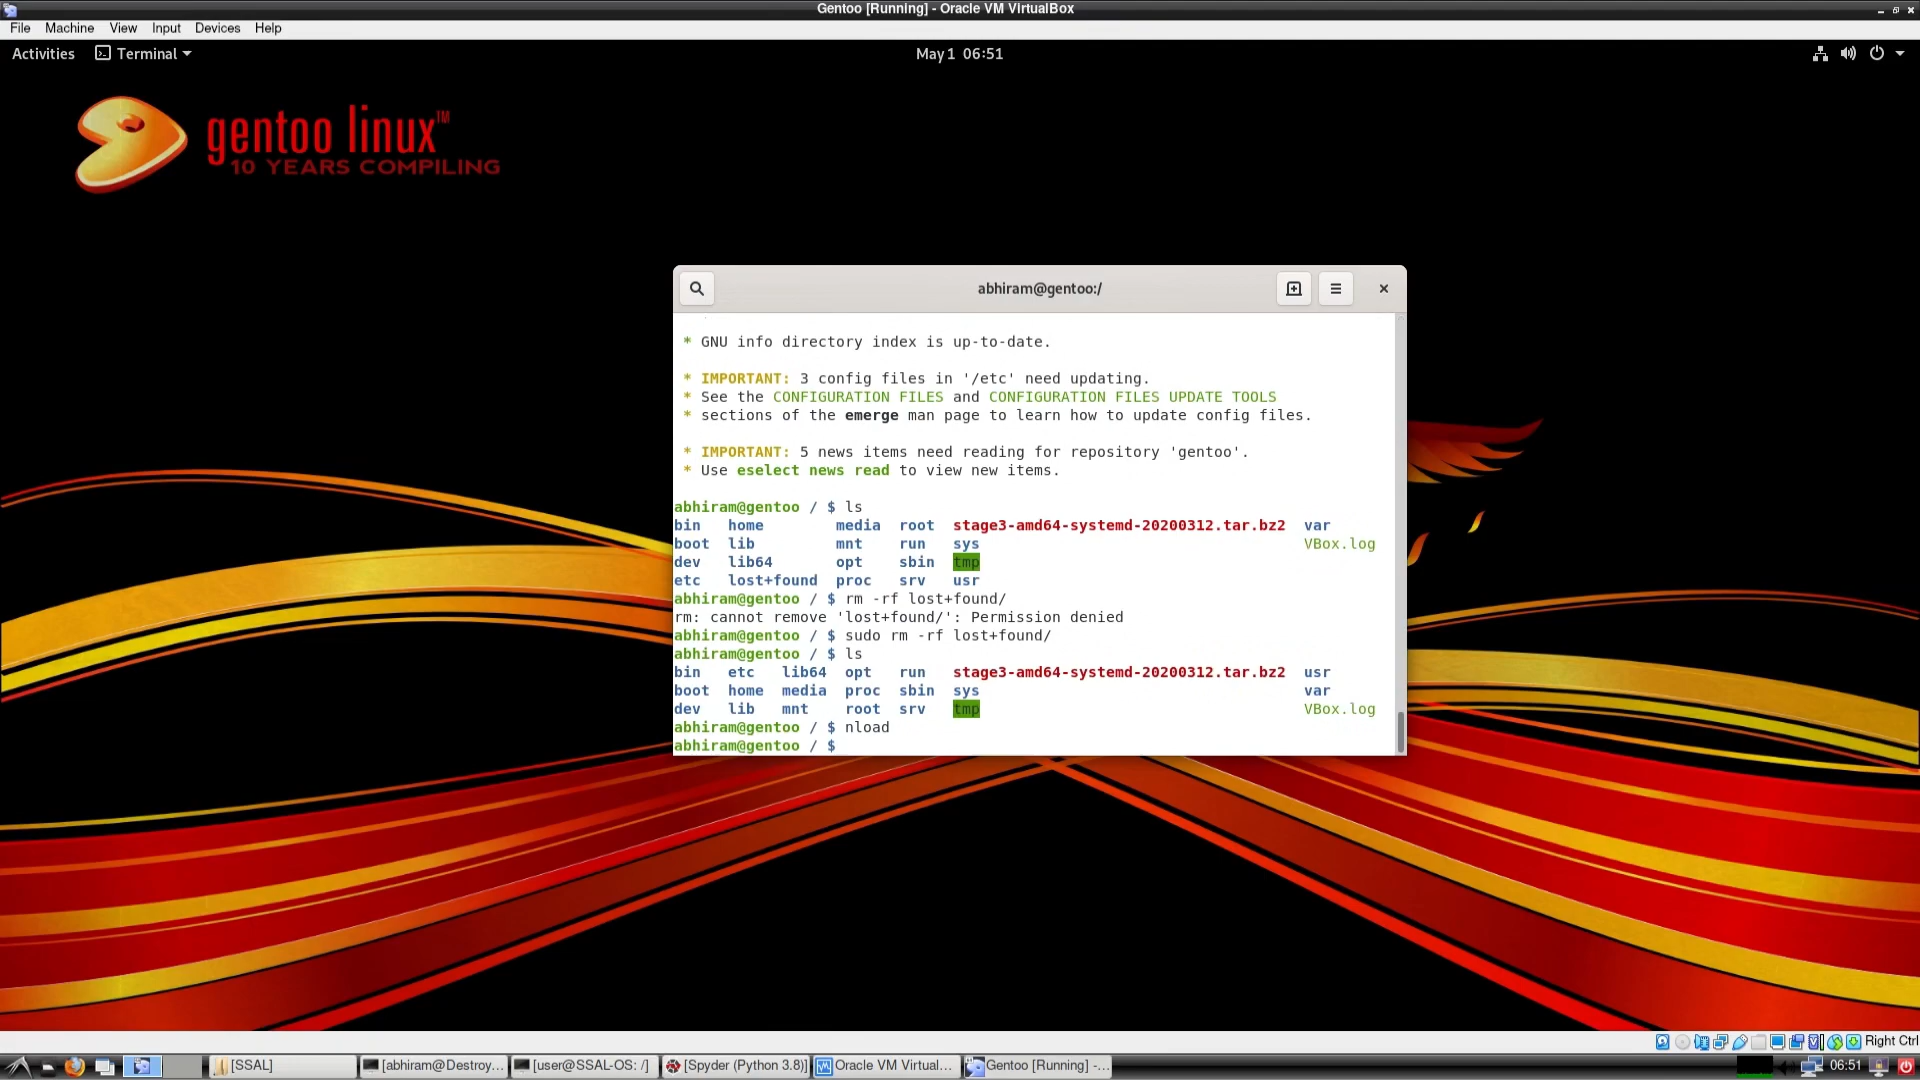 Gentoo [Running] - Oracle VM VirtualBox
File Machine View Input Devices Help
Activities Terminal May 1 06:51
gentoo linux™
10 YEARS COMPILING
abhiram@gentoo:/
* GNU info directory index is up-to-date.
* IMPORTANT: 3 config files in '/etc' need updating.
* See the CONFIGURATION FILES and CONFIGURATION FILES UPDATE TOOLS
* sections of the emerge man page to learn how to update config files.
* IMPORTANT: 5 news items need reading for repository 'gentoo'.
* Use eselect news read to view new items.
abhiram@gentoo / $ ls
bin home media root stage3-amd64-systemd-20200312.tar.bz2 var
boot lib mnt run sys VBox.log
dev lib64 opt sbin tmp
etc lost+found proc srv usr
abhiram@gentoo / $ rm -rf lost+found/
rm: cannot remove 'lost+found/': Permission denied
abhiram@gentoo / $ sudo rm -rf lost+found/
abhiram@gentoo / $ ls
bin etc lib64 opt run stage3-amd64-systemd-20200312.tar.bz2 usr
boot home media proc sbin sys var
dev lib mnt root srv tmp VBox.log
abhiram@gentoo / $ nload
abhiram@gentoo / $
Right Ctrl
[SSAL] [abhiram@Destroy... [user@SSAL-OS: /] [Spyder (Python 3.8)] Oracle VM Virtual... Gentoo [Running] -... 06:51